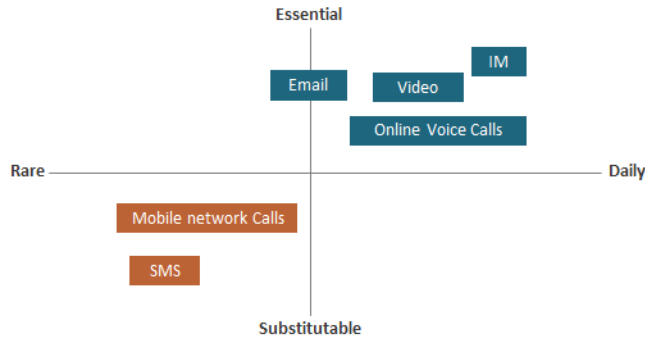 Essential
IM
Email
Video
Online Voice Calls
Rare
Daily
Mobile network Calls
SMS
Substitutable